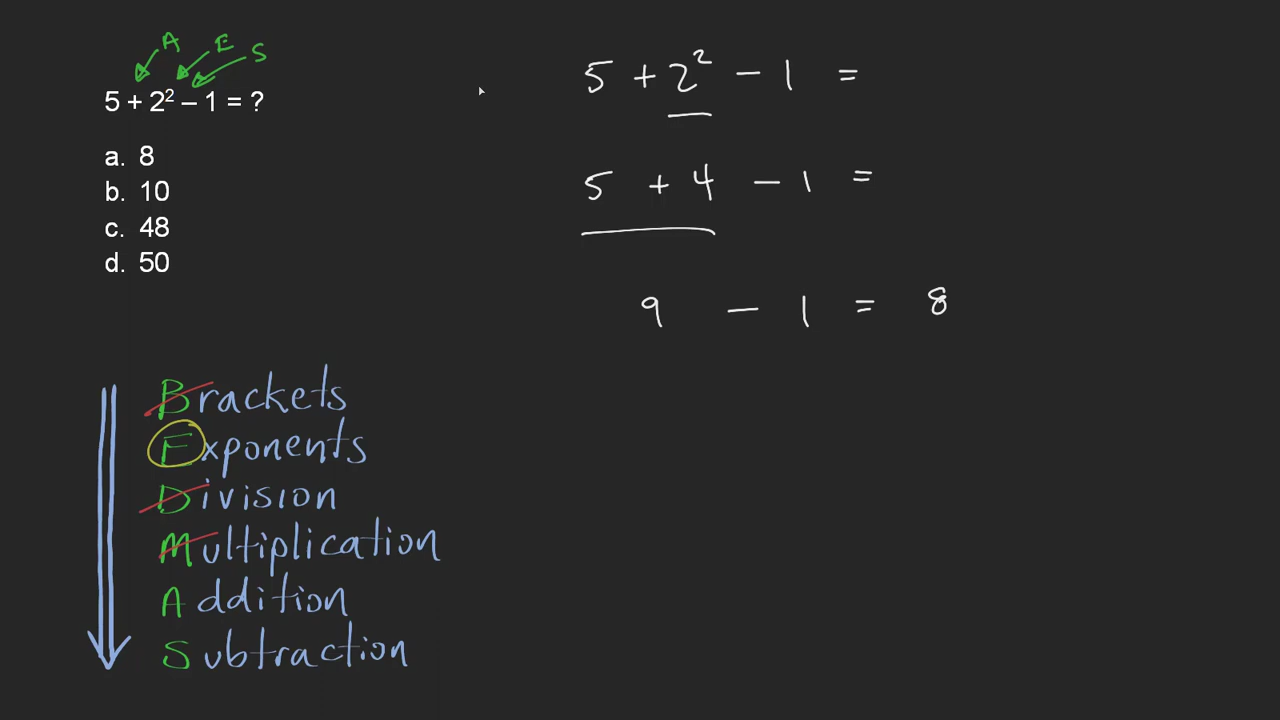 A E S
5 + 2² – 1 = ?
a. 8
b. 10
c. 48
d. 50
5 + 2² - 1 =
5 + 4 - 1 =
9 - 1 = 8
Brackets
Exponents
Division
Multiplication
Addition
Subtraction